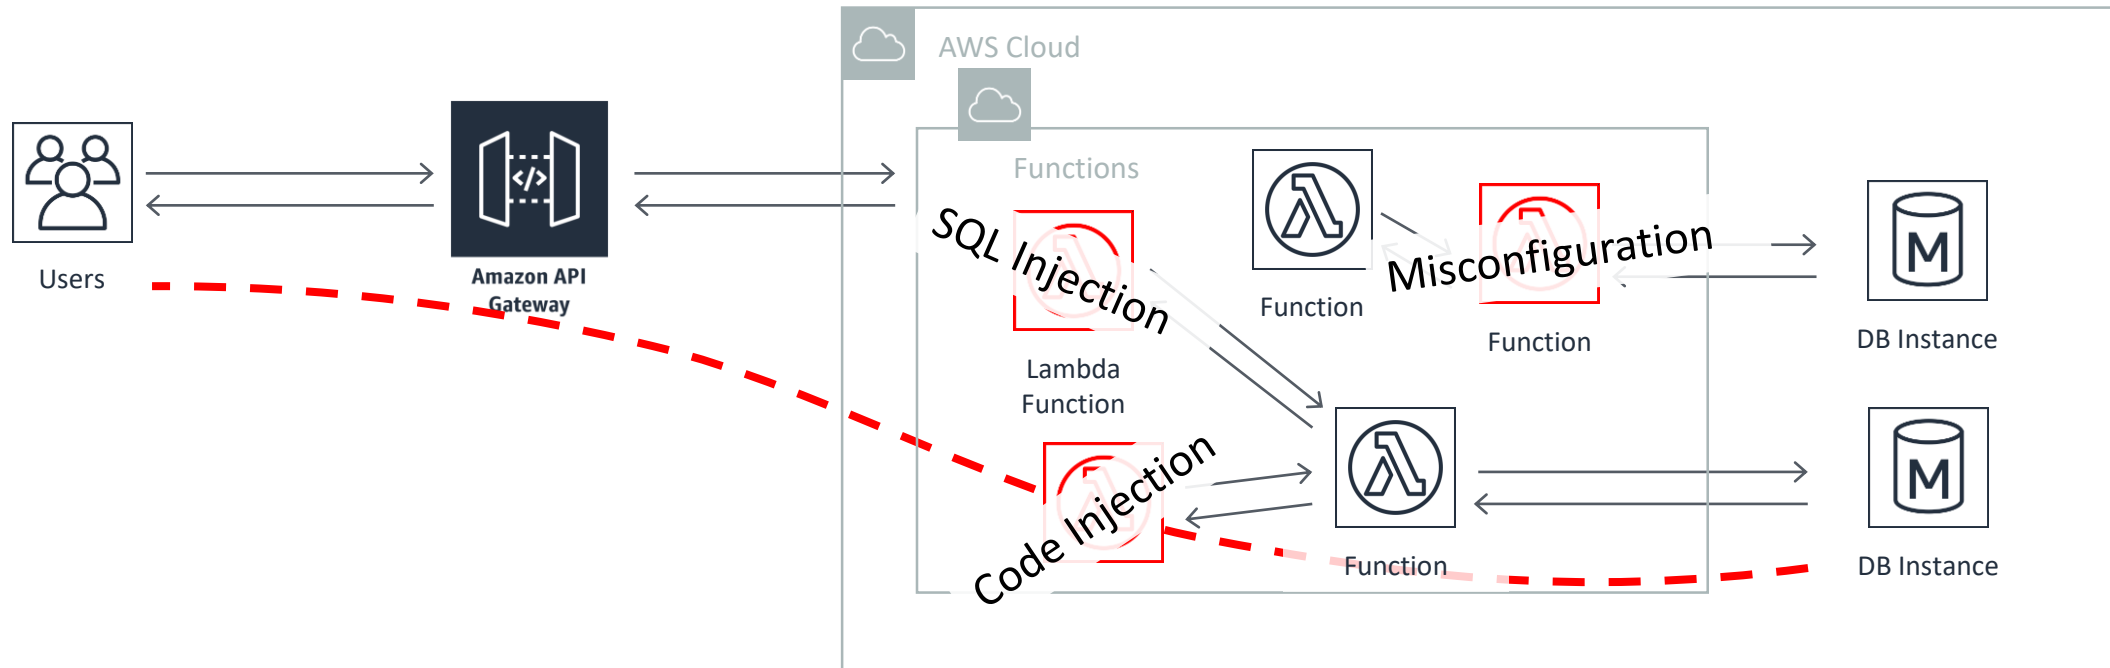 AWS Cloud
Functions
Users
Amazon API
Gateway
</>
SQL Injection
Lambda
Function
Function
Misconfiguration
Function
M
DB Instance
Code Injection
Function
M
DB Instance